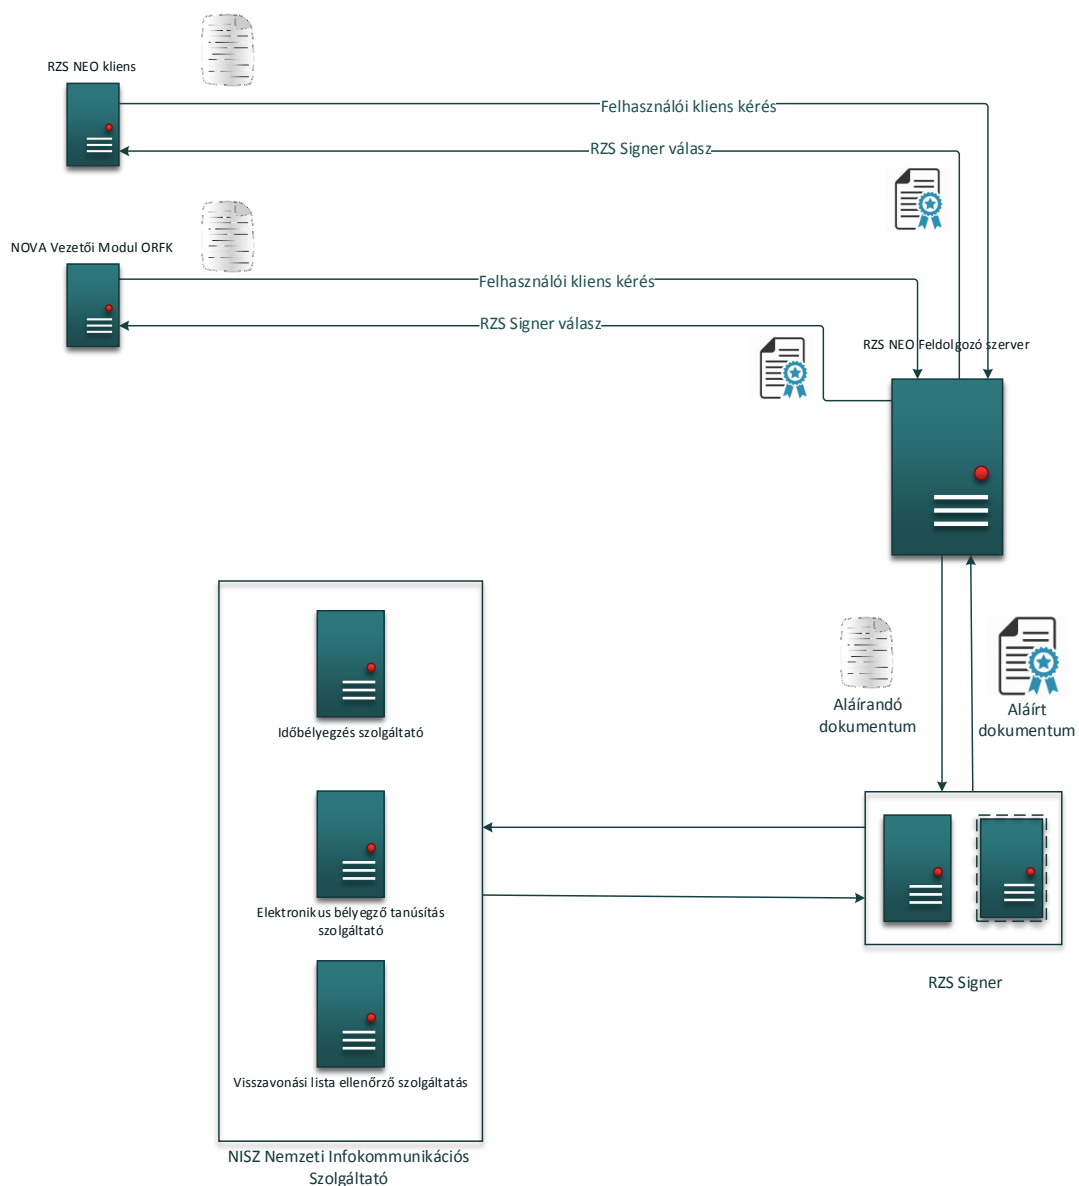 RZS NEO kliens
Felhasználói kliens kérés
RZS Signer válasz
NOVA Vezetői Modul ORFK
Felhasználói kliens kérés
RZS Signer válasz
RZS NEO Feldolgozó szerver
Aláírandó
dokumentum
Aláírt
dokumentum
Időbélyegzés szolgáltató
Elektronikus bélyegző tanúsítás
szolgáltató
RZS Signer
Visszavonási lista ellenőrző szolgáltatás
NISZ Nemzeti Infokommunikációs
Szolgáltató